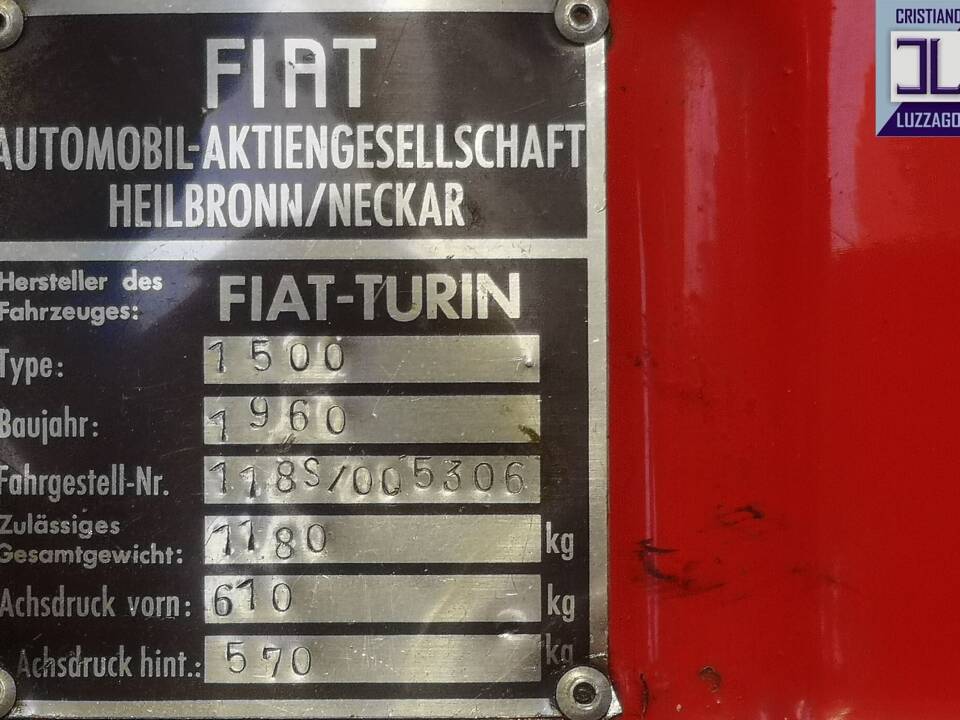 CRISTIANO
LUZZAGO
FIAT
AUTOMOBIL-AKTIENGESELLSCHAFT
HEILBRONN/NECKAR
Hersteller des
Fahrzeuges: FIAT-TURIN
Type: 1500
Baujahr: 1960
Fahrgestell-Nr. 118S/005306
Zulässiges
Gesamtgewicht: 1180 kg
Achsdruck vorn: 610 kg
Achsdruck hint.: 570 kg